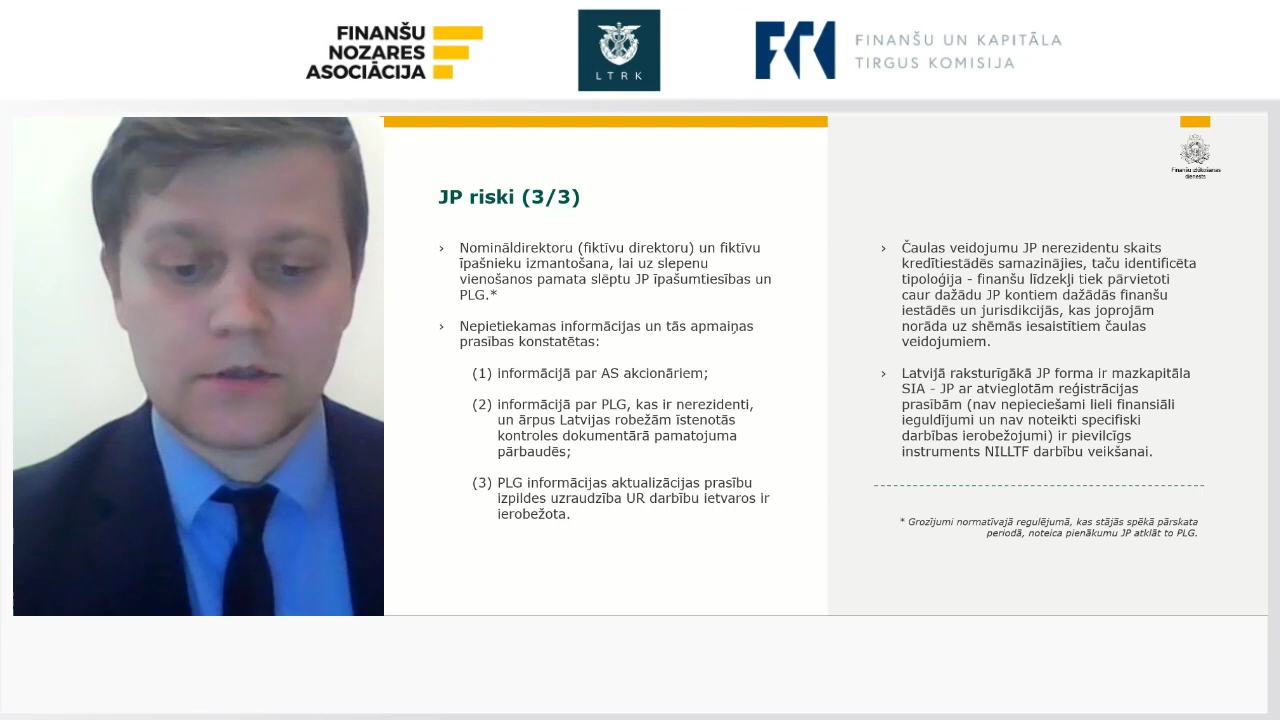 FINANŠU
NOZARES
ASOCIĀCIJA
LTRK
FINANŠU UN KAPITĀLA
TIRGUS KOMISIJA
Finanšu izlūkošanas
dienests
JP riski (3/3)
› Nomināldirektoru (fiktīvu direktoru) un fiktīvu
īpašnieku izmantošana, lai uz slepenu
vienošanos pamata slēptu JP īpašumtiesības un
PLG.*
› Nepietiekamas informācijas un tās apmaiņas
prasības konstatētas:
(1) informācijā par AS akcionāriem;
(2) informācijā par PLG, kas ir nerezidenti,
un ārpus Latvijas robežām īstenotās
kontroles dokumentārā pamatojuma
pārbaudēs;
(3) PLG informācijas aktualizācijas prasību
izpildes uzraudzība UR darbību ietvaros ir
ierobežota.
› Čaulas veidojumu JP nerezidentu skaits
kredītiestādēs samazinājies, taču identificēta
tipoloģija - finanšu līdzekļi tiek pārvietoti
caur dažādu JP kontiem dažādās finanšu
iestādēs un jurisdikcijās, kas joprojām
norāda uz shēmās iesaistītiem čaulas
veidojumiem.
› Latvijā raksturīgākā JP forma ir mazkapitāla
SIA - JP ar atvieglotām reģistrācijas
prasībām (nav nepieciešami lieli finansiāli
ieguldījumi un nav noteikti specifiski
darbības ierobežojumi) ir pievilcīgs
instruments NILLTF darbību veikšanai.
* Grozījumi normatīvajā regulējumā, kas stājās spēkā pārskata
periodā, noteica pienākumu JP atklāt to PLG.